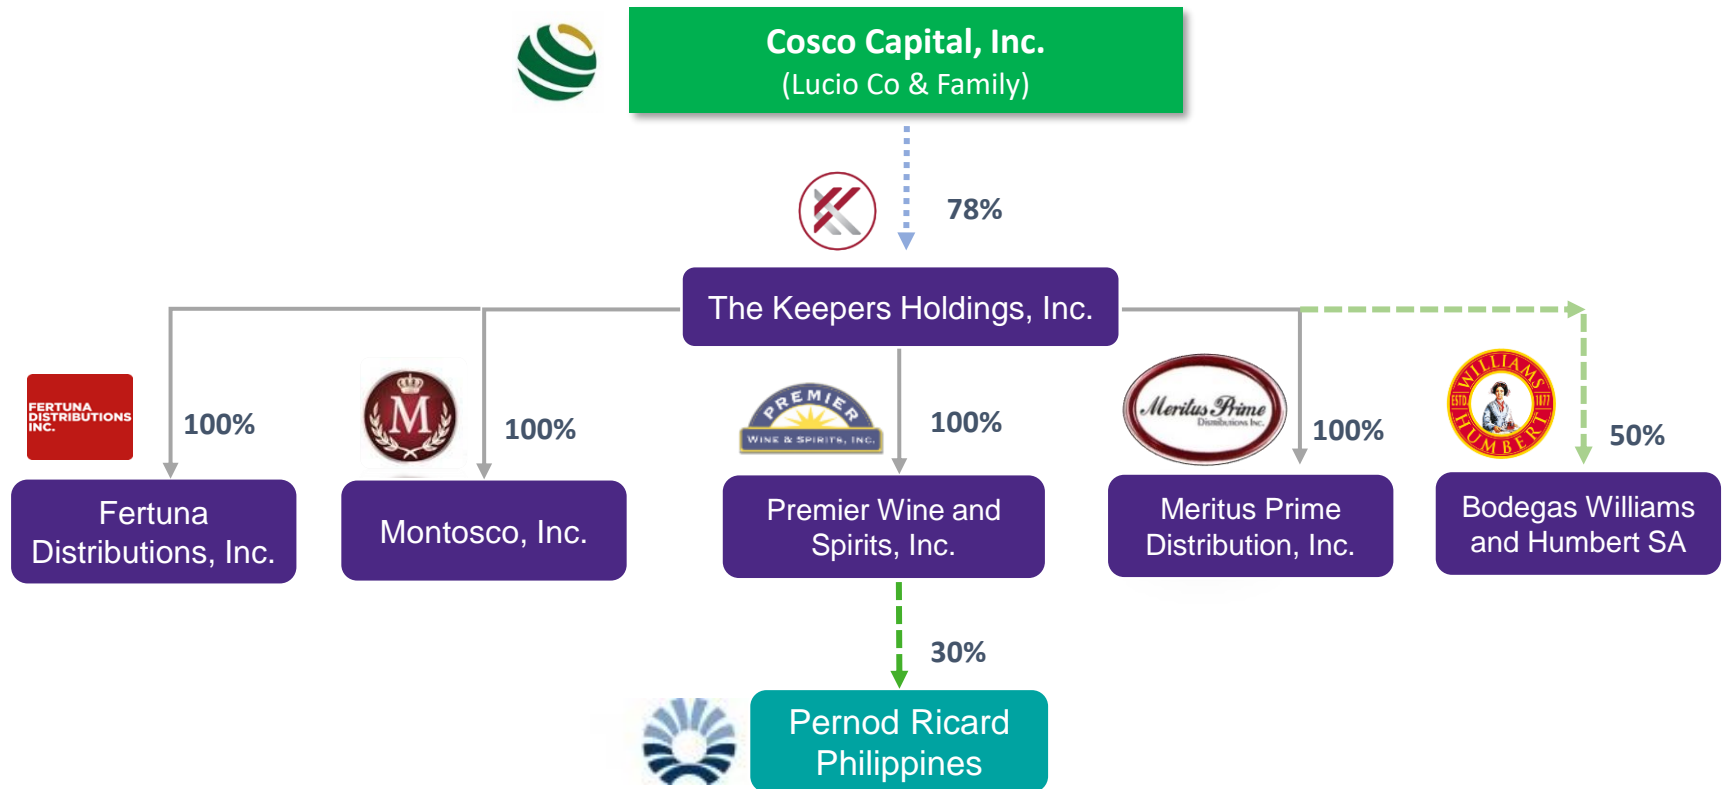 Cosco Capital, Inc.
(Lucio Co & Family)
78%
The Keepers Holdings, Inc.
FERTUNA
DISTRIBUTIONS
INC.
100%
M
100%
PREMIER
WINE & SPIRITS, INC.
100%
Meritus Prime
Distributions Inc.
100%
WILLIAMS
ESTD. 1877
HUMBERT
50%
Fertuna
Distributions, Inc.
Montosco, Inc.
Premier Wine and
Spirits, Inc.
Meritus Prime
Distribution, Inc.
Bodegas Williams
and Humbert SA
30%
Pernod Ricard
Philippines